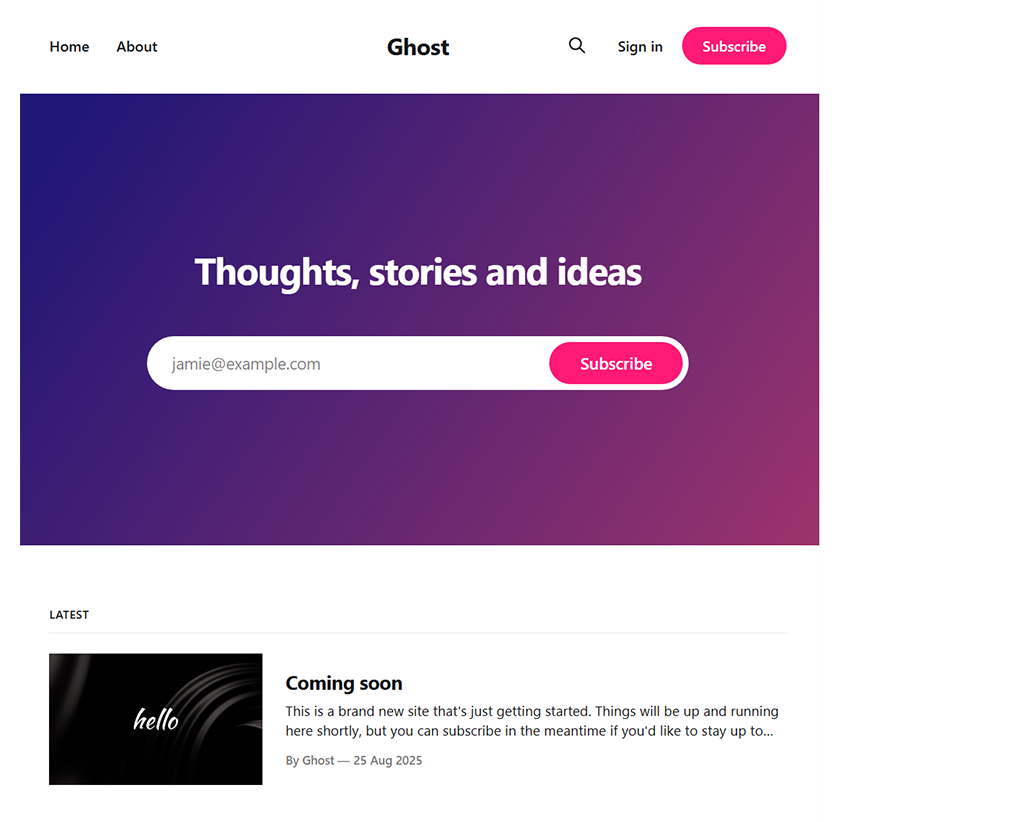 Home About Ghost Sign in Subscribe
Thoughts, stories and ideas
jamie@example.com Subscribe
LATEST
hello
Coming soon
This is a brand new site that's just getting started. Things will be up and running
here shortly, but you can subscribe in the meantime if you'd like to stay up to...
By Ghost — 25 Aug 2025